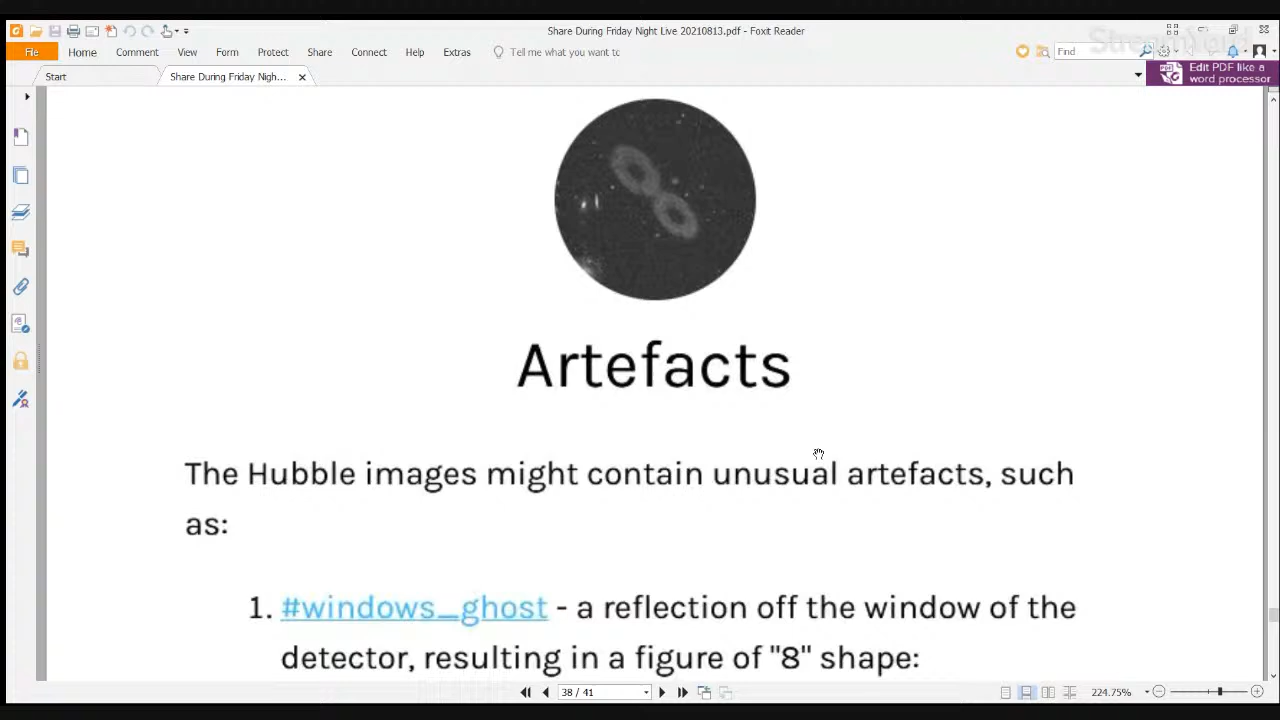 Share During Friday Night Live 20210813.pdf - Foxit Reader
File Home Comment View Form Protect Share Connect Help Extras Tell me what you want to Find
Start Share During Friday Nigh... Edit PDF like a
word processor
Artefacts
The Hubble images might contain unusual artefacts, such
as:
1. #windows_ghost - a reflection off the window of the
detector, resulting in a figure of "8" shape:
38 / 41 224.75%